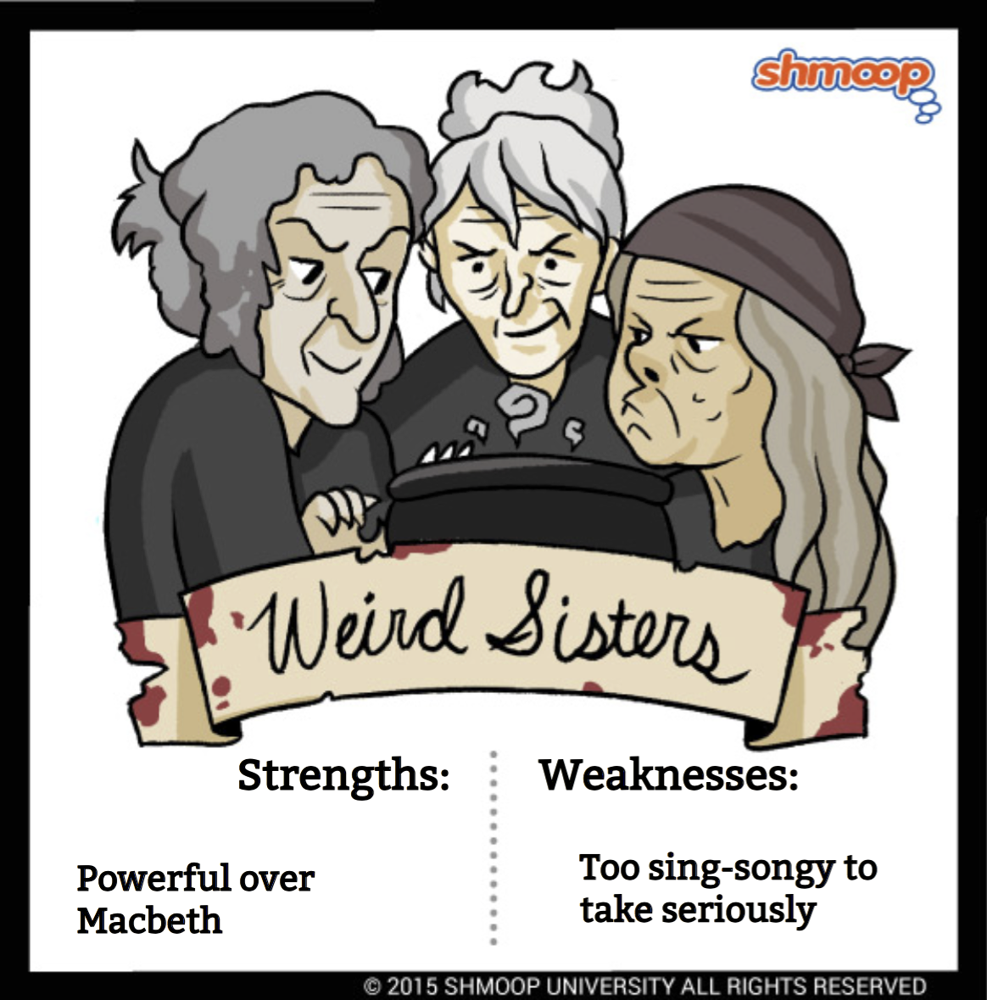 shmoop
Weird Sisters
Strengths:
Weaknesses:
Powerful over
Macbeth
Too sing-songy to
take seriously
© 2015 SHMOOP UNIVERSITY ALL RIGHTS RESERVED